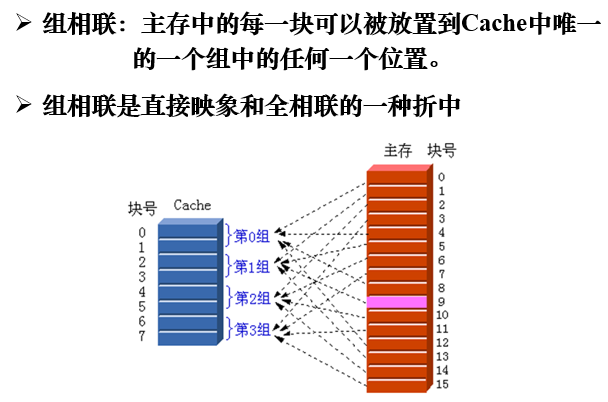 ➢ 组相联：主存中的每一块可以被放置到Cache中唯一
的一个组中的任何一个位置。
➢ 组相联是直接映象和全相联的一种折中
主存 块号
块号 Cache
0
1
2
3
4
5
6
7
第0组
第1组
第2组
第3组
0
1
2
3
4
5
6
7
8
9
10
11
12
13
14
15